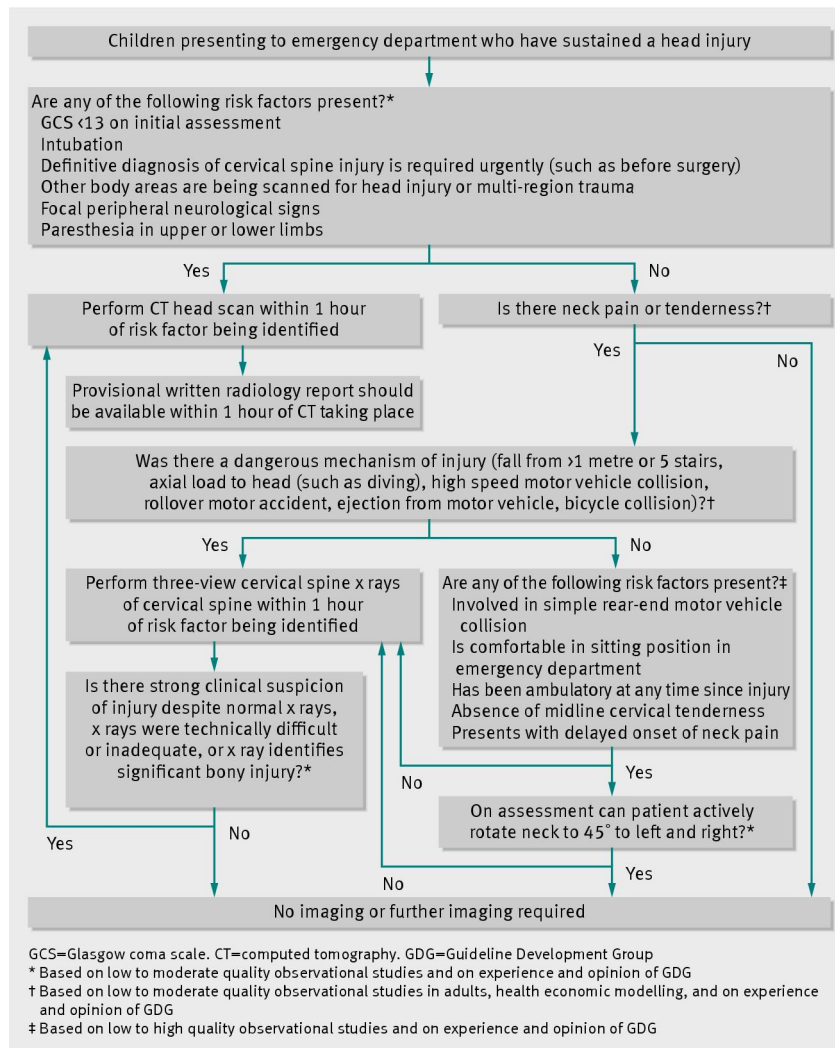 Children presenting to emergency department who have sustained a head injury
Are any of the following risk factors present?*
GCS <13 on initial assessment
Intubation
Definitive diagnosis of cervical spine injury is required urgently (such as before surgery)
Other body areas are being scanned for head injury or multi-region trauma
Focal peripheral neurological signs
Paresthesia in upper or lower limbs
Yes
No
Perform CT head scan within 1 hour
of risk factor being identified
Is there neck pain or tenderness?†
Yes
No
Provisional written radiology report should
be available within 1 hour of CT taking place
Was there a dangerous mechanism of injury (fall from >1 metre or 5 stairs,
axial load to head (such as diving), high speed motor vehicle collision,
rollover motor accident, ejection from motor vehicle, bicycle collision)?†
Yes
No
Perform three-view cervical spine x rays
of cervical spine within 1 hour
of risk factor being identified
Are any of the following risk factors present?‡
Involved in simple rear-end motor vehicle
collision
Is comfortable in sitting position in
emergency department
Has been ambulatory at any time since injury
Absence of midline cervical tenderness
Presents with delayed onset of neck pain
Is there strong clinical suspicion
of injury despite normal x rays,
x rays were technically difficult
or inadequate, or x ray identifies
significant bony injury?*
No
Yes
On assessment can patient actively
rotate neck to 45° to left and right?*
Yes
No
No
Yes
No imaging or further imaging required
GCS=Glasgow coma scale. CT=computed tomography. GDG=Guideline Development Group
* Based on low to moderate quality observational studies and on experience and opinion of GDG
† Based on low to moderate quality observational studies in adults, health economic modelling, and on experience
and opinion of GDG
‡ Based on low to high quality observational studies and on experience and opinion of GDG